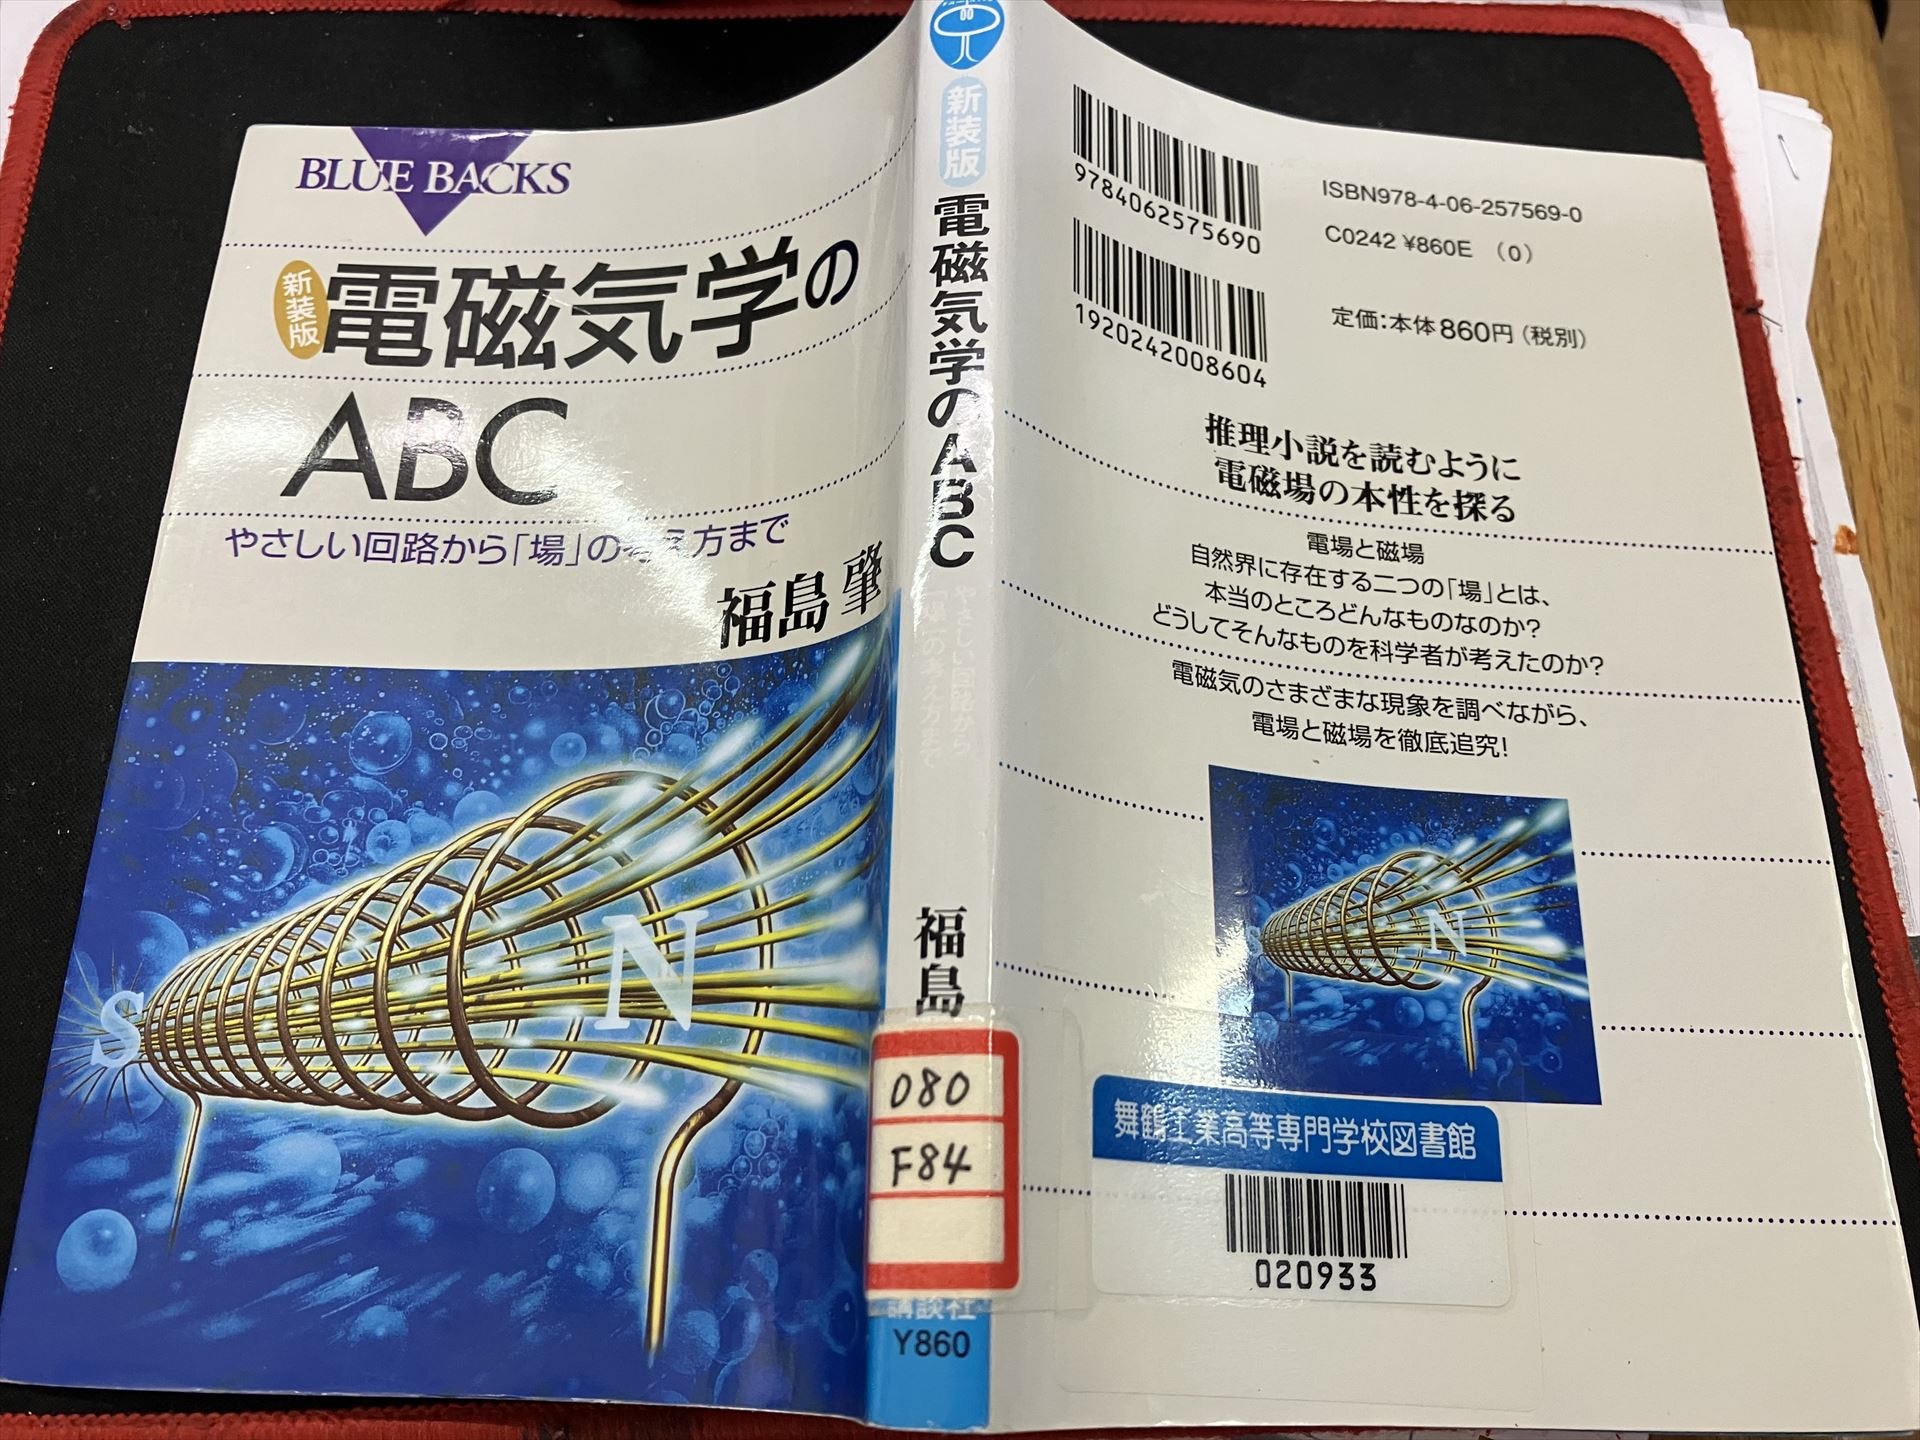 BLUE BACKS
新装版
電磁気学の
ABC
やさしい回路から「場」の考え方まで
福島 肇
S
N
新装版
電磁気学のABC
やさしい回路から
「場」の考え方まで
福島
080
F84
講談社
Y860
9784062575690
1920242008604
ISBN978-4-06-257569-0
C0242 ¥860E (0)
定価:本体860円(税別)
推理小説を読むように
電磁場の本性を探る
電場と磁場
自然界に存在する二つの「場」とは、
本当のところどんなものなのか?
どうしてそんなものを科学者が考えたのか?
電磁気のさまざまな現象を調べながら、
電場と磁場を徹底追究!
S
N
舞鶴工業高等専門学校図書館
020933